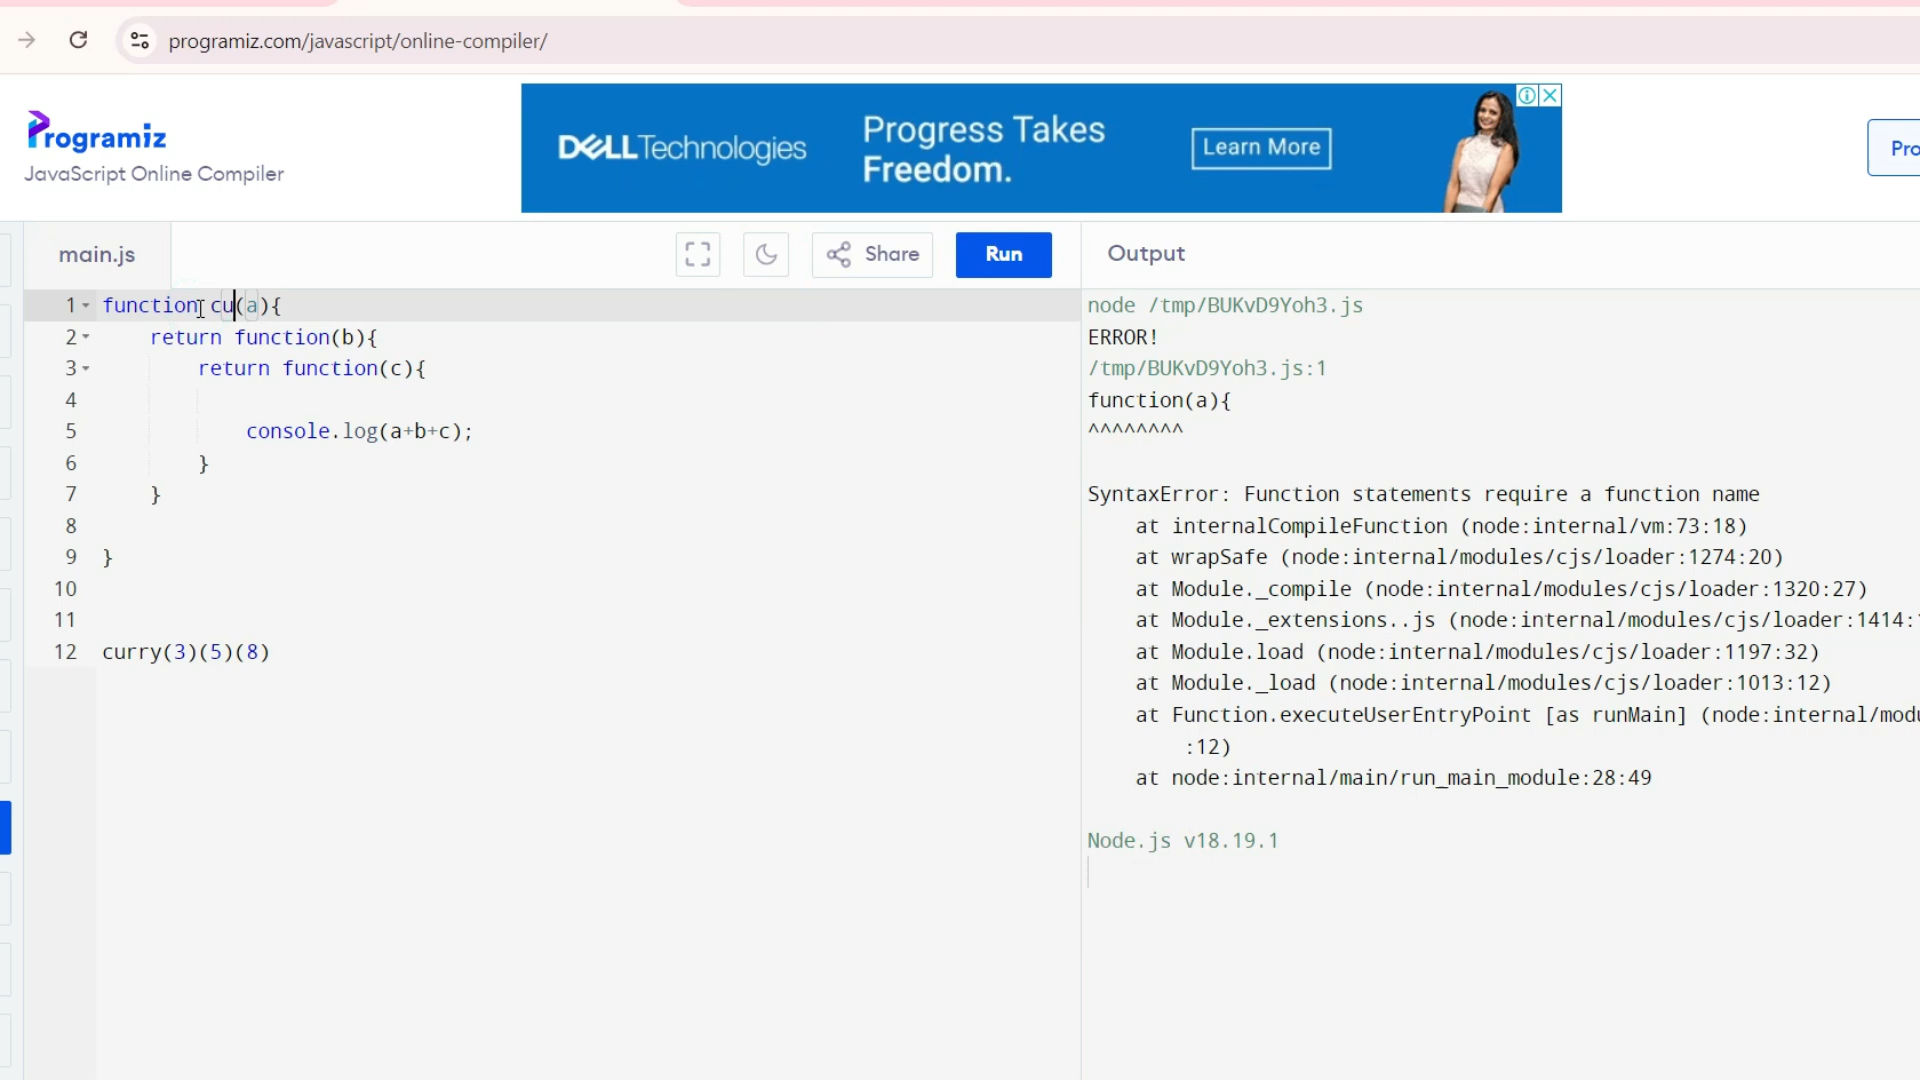 programiz.com/javascript/online-compiler/
Programiz
JavaScript Online Compiler
DELL Technologies
Progress Takes
Freedom.
Learn More
main.js
Share
Run
Output
1 function cu(a){
2 return function(b){
3 return function(c){
4
5 console.log(a+b+c);
6 }
7 }
8
9 }
10
11
12 curry(3)(5)(8)
node /tmp/BUKvD9Yoh3.js
ERROR!
/tmp/BUKvD9Yoh3.js:1
function(a){
^^^^^^^^
SyntaxError: Function statements require a function name
at internalCompileFunction (node:internal/vm:73:18)
at wrapSafe (node:internal/modules/cjs/loader:1274:20)
at Module._compile (node:internal/modules/cjs/loader:1320:27)
at Module._extensions..js (node:internal/modules/cjs/loader:1414:
at Module.load (node:internal/modules/cjs/loader:1197:32)
at Module._load (node:internal/modules/cjs/loader:1013:12)
at Function.executeUserEntryPoint [as runMain] (node:internal/modu
:12)
at node:internal/main/run_main_module:28:49
Node.js v18.19.1